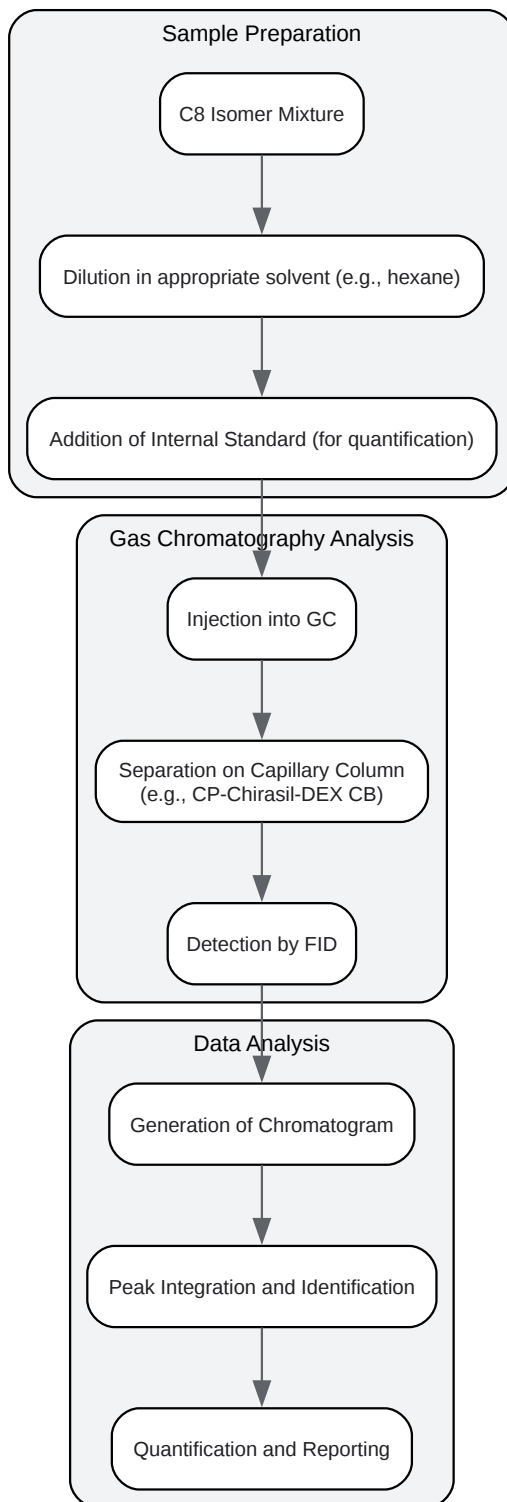 Sample Preparation
C8 Isomer Mixture
Dilution in appropriate solvent (e.g., hexane)
Addition of Internal Standard (for quantification)
Gas Chromatography Analysis
Injection into GC
Separation on Capillary Column
(e.g., CP-Chirasil-DEX CB)
Detection by FID
Data Analysis
Generation of Chromatogram
Peak Integration and Identification
Quantification and Reporting